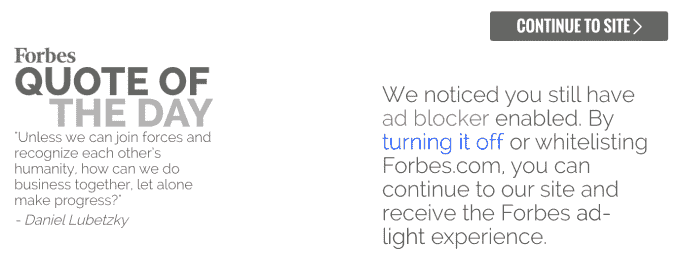 CONTINUE TO SITE
Forbes
QUOTE OF
THE DAY
"Unless we can join forces and
recognize each other's
humanity, how can we do
business together, let alone
make progress?"
- Daniel Lubetzky
We noticed you still have
ad blocker enabled. By
turning it off or whitelisting
Forbes.com, you can
continue to our site and
receive the Forbes ad-
light experience.